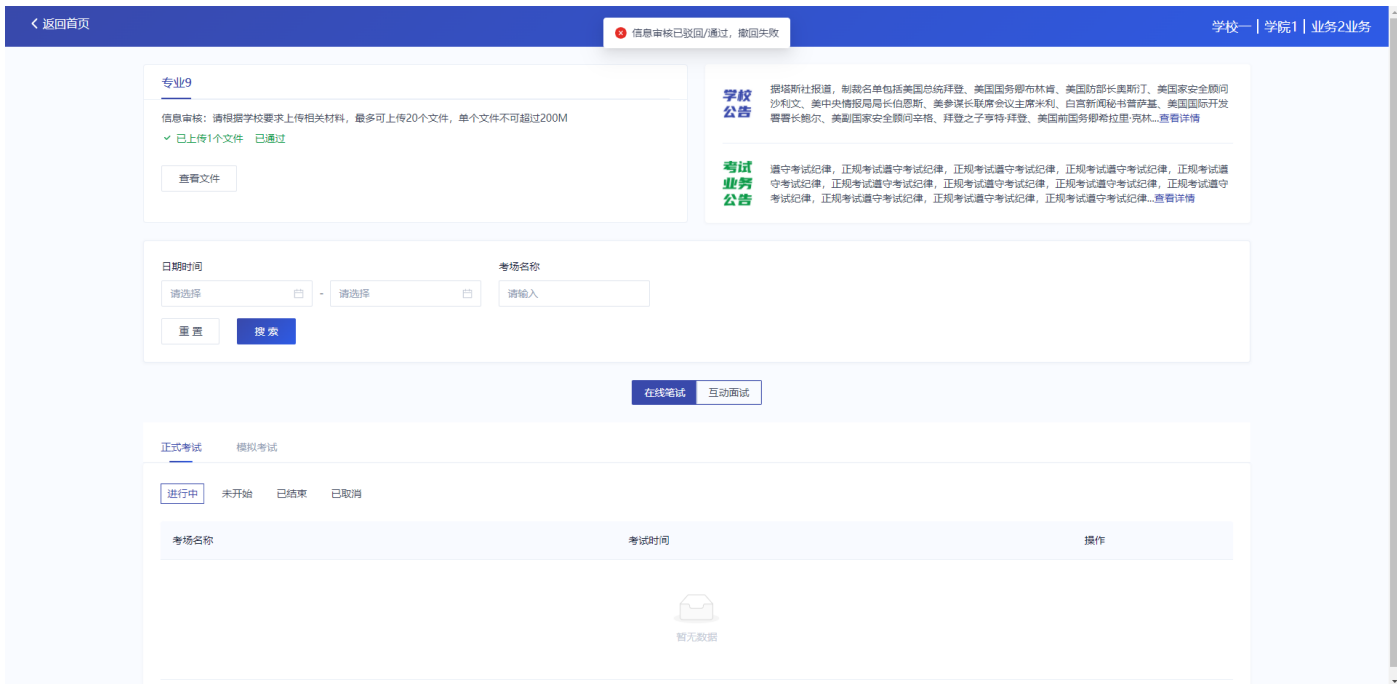 返回首页
信息审核已驳回/通过，撤回失败
学校一 | 学院1 | 业务2业务
专业9
信息审核：请根据学校要求上传相关材料，最多可上传20个文件，单个文件不可超过200M
已上传1个文件 已通过
查看文件
学校
公告
据塔斯社报道，制裁名单包括美国总统拜登、美国国务卿布林肯、美国防部长奥斯汀、美国家安全顾问
沙利文、美中央情报局局长伯恩斯、美参谋长联席会议主席米利、白宫新闻秘书普萨基、美国国际开发
署署长鲍尔、美副国家安全顾问辛格、拜登之子亨特·拜登、美国前国务卿希拉里·克林...查看详情
考试
业务
公告
遵守考试纪律，正规考试遵守考试纪律，正规考试遵守考试纪律，正规考试遵守考试纪律，正规考试遵
守考试纪律，正规考试遵守考试纪律，正规考试遵守考试纪律，正规考试遵守考试纪律，正规考试遵守
考试纪律，正规考试遵守考试纪律，正规考试遵守考试纪律，正规考试遵守考试纪律...查看详情
日期时间
考场名称
请选择 - 请选择
请输入
重置 搜索
在线笔试 互动面试
正式考试 模拟考试
进行中 未开始 已结束 已取消
考场名称 考试时间 操作
暂无数据